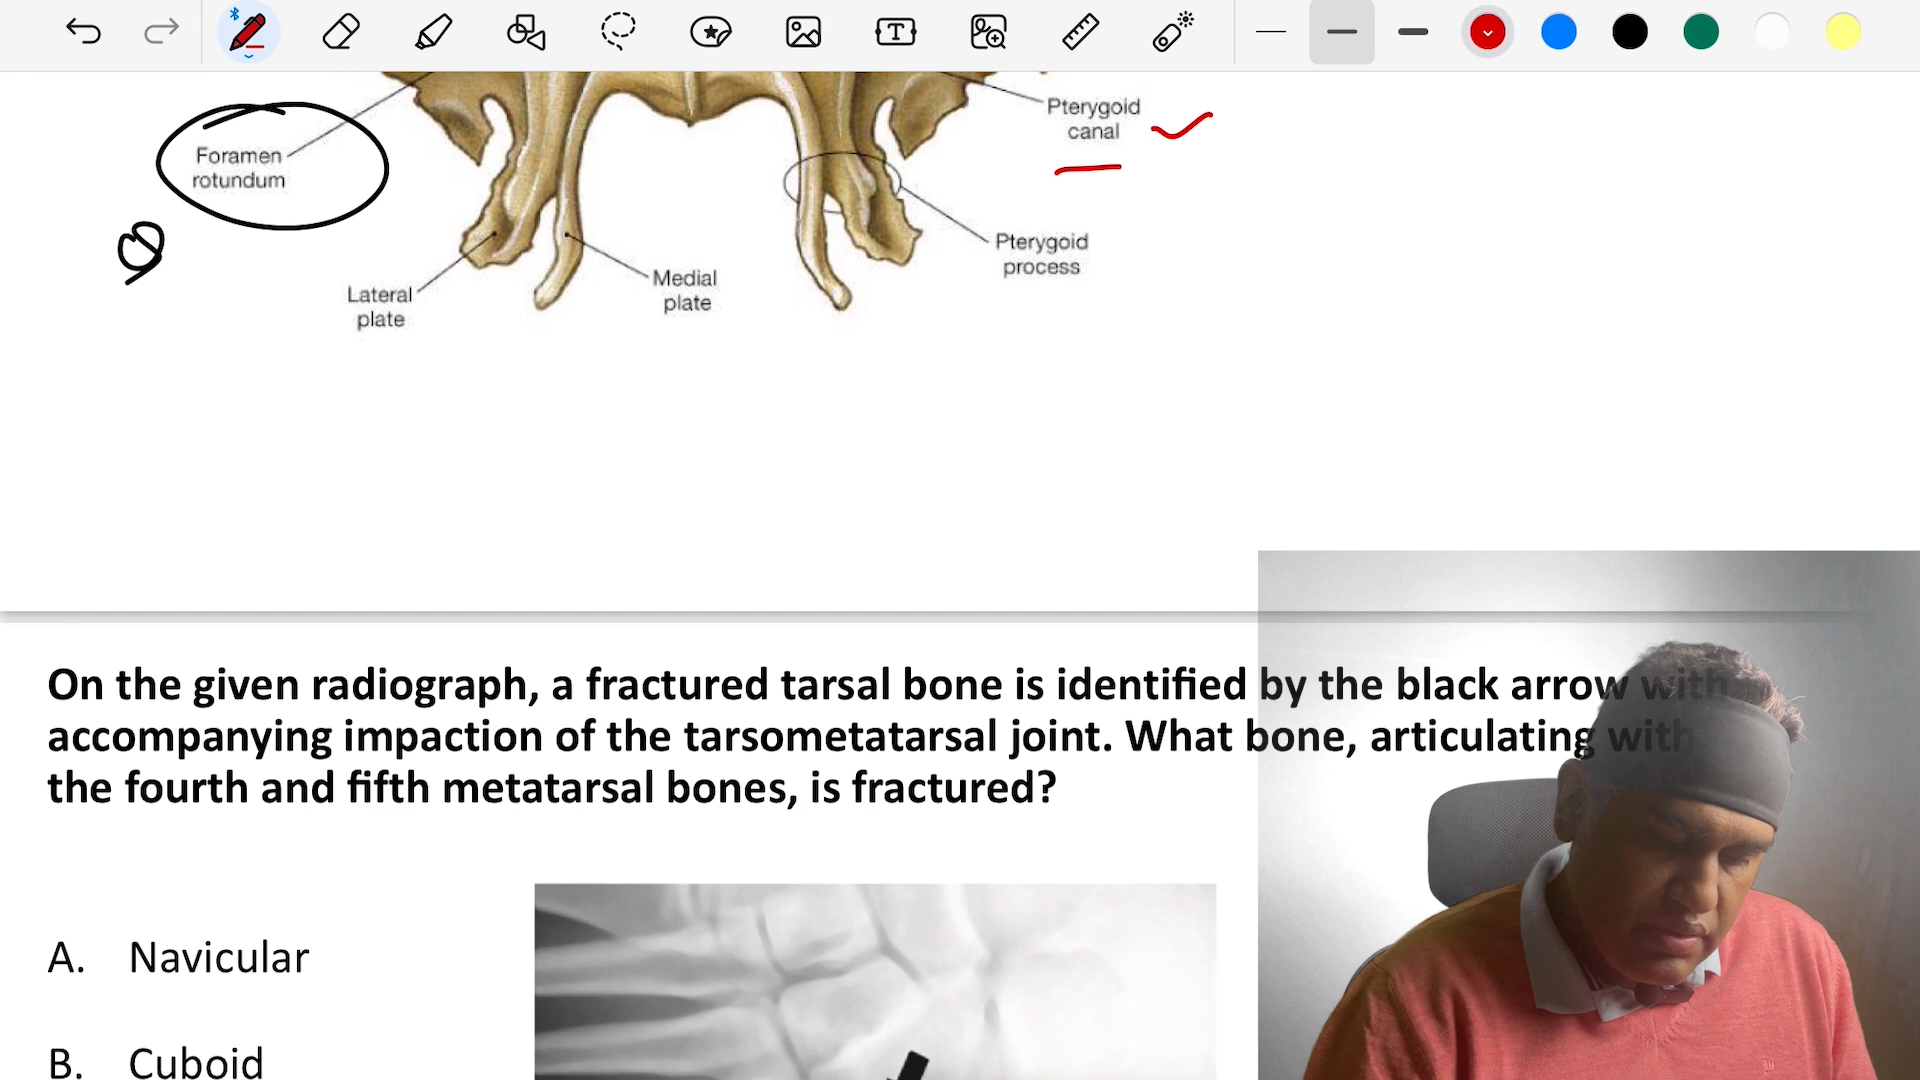 Foramen
rotundum
Lateral
plate
Medial
plate
Pterygoid
canal
Pterygoid
process
On the given radiograph, a fractured tarsal bone is identified by the black arrow with
accompanying impaction of the tarsometatarsal joint. What bone, articulating with
the fourth and fifth metatarsal bones, is fractured?
A. Navicular
B. Cuboid